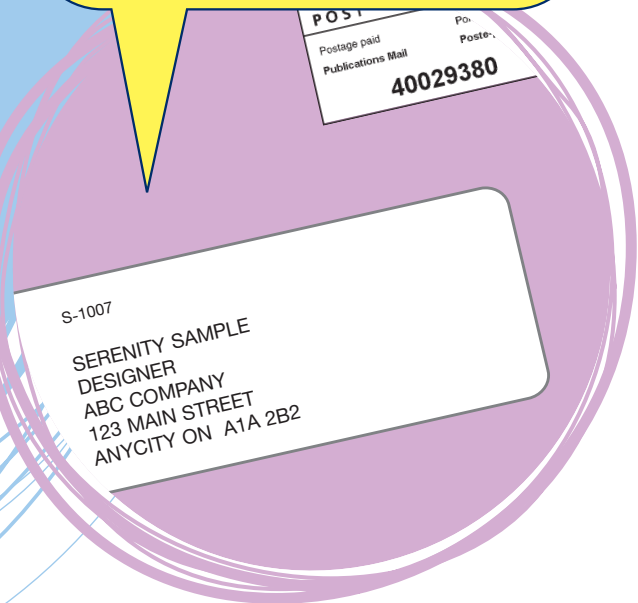 POST
Postage paid
Publications Mail
Poste-
40029380
S-1007
SERENITY SAMPLE
DESIGNER
ABC COMPANY
123 MAIN STREET
ANYCITY ON A1A 2B2